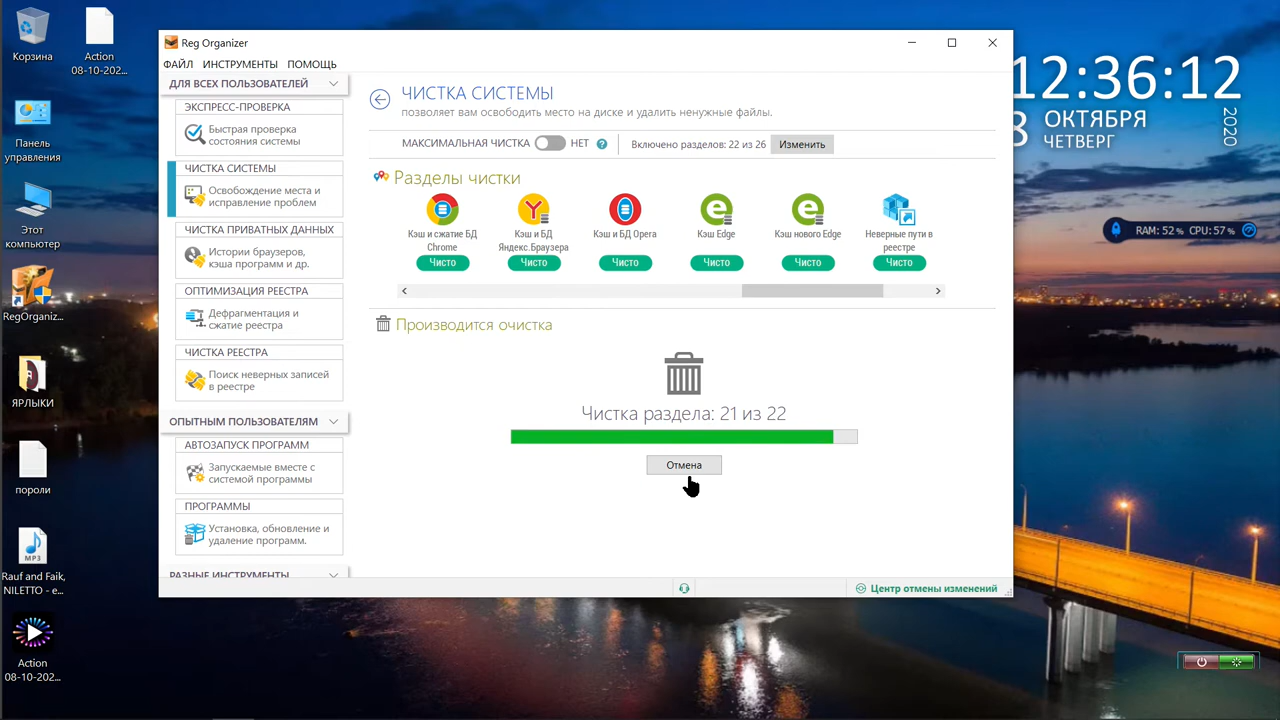 Корзина
Action
08-10-202...
Панель
управления
Этот
компьютер
RegOrganiz...
ЯРЛЫКИ
пороли
MP3
Rauf and Faik,
NILETTO - е...
Action
08-10-202...
Reg Organizer
ФАЙЛ ИНСТРУМЕНТЫ ПОМОЩЬ
ДЛЯ ВСЕХ ПОЛЬЗОВАТЕЛЕЙ
ЭКСПРЕСС-ПРОВЕРКА
Быстрая проверка
состояния системы
ЧИСТКА СИСТЕМЫ
Освобождение места и
исправление проблем
ЧИСТКА ПРИВАТНЫХ ДАННЫХ
Истории браузеров,
кэша программ и др.
ОПТИМИЗАЦИЯ РЕЕСТРА
Дефрагментация и
сжатие реестра
ЧИСТКА РЕЕСТРА
Поиск неверных записей
в реестре
ОПЫТНЫМ ПОЛЬЗОВАТЕЛЯМ
АВТОЗАПУСК ПРОГРАММ
Запускаемые вместе с
системой программы
ПРОГРАММЫ
Установка, обновление и
удаление программ.
РАЗНЫЕ ИНСТРУМЕНТЫ
ЧИСТКА СИСТЕМЫ
позволяет вам освободить место на диске и удалить ненужные файлы.
МАКСИМАЛЬНАЯ ЧИСТКА НЕТ ? Включено разделов: 22 из 26 Изменить
Разделы чистки
Кэш и сжатие БД
Chrome
Чисто
Кэш и БД
Яндекс.Браузера
Чисто
Кэш и БД Opera
Чисто
Кэш Edge
Чисто
Кэш нового Edge
Чисто
Неверные пути в
реестре
Чисто
Производится очистка
Чистка раздела: 21 из 22
Отмена
Центр отмены изменений
12:36:12
8 ОКТЯБРЯ
ЧЕТВЕРГ
2020
RAM: 52 % CPU: 57 %